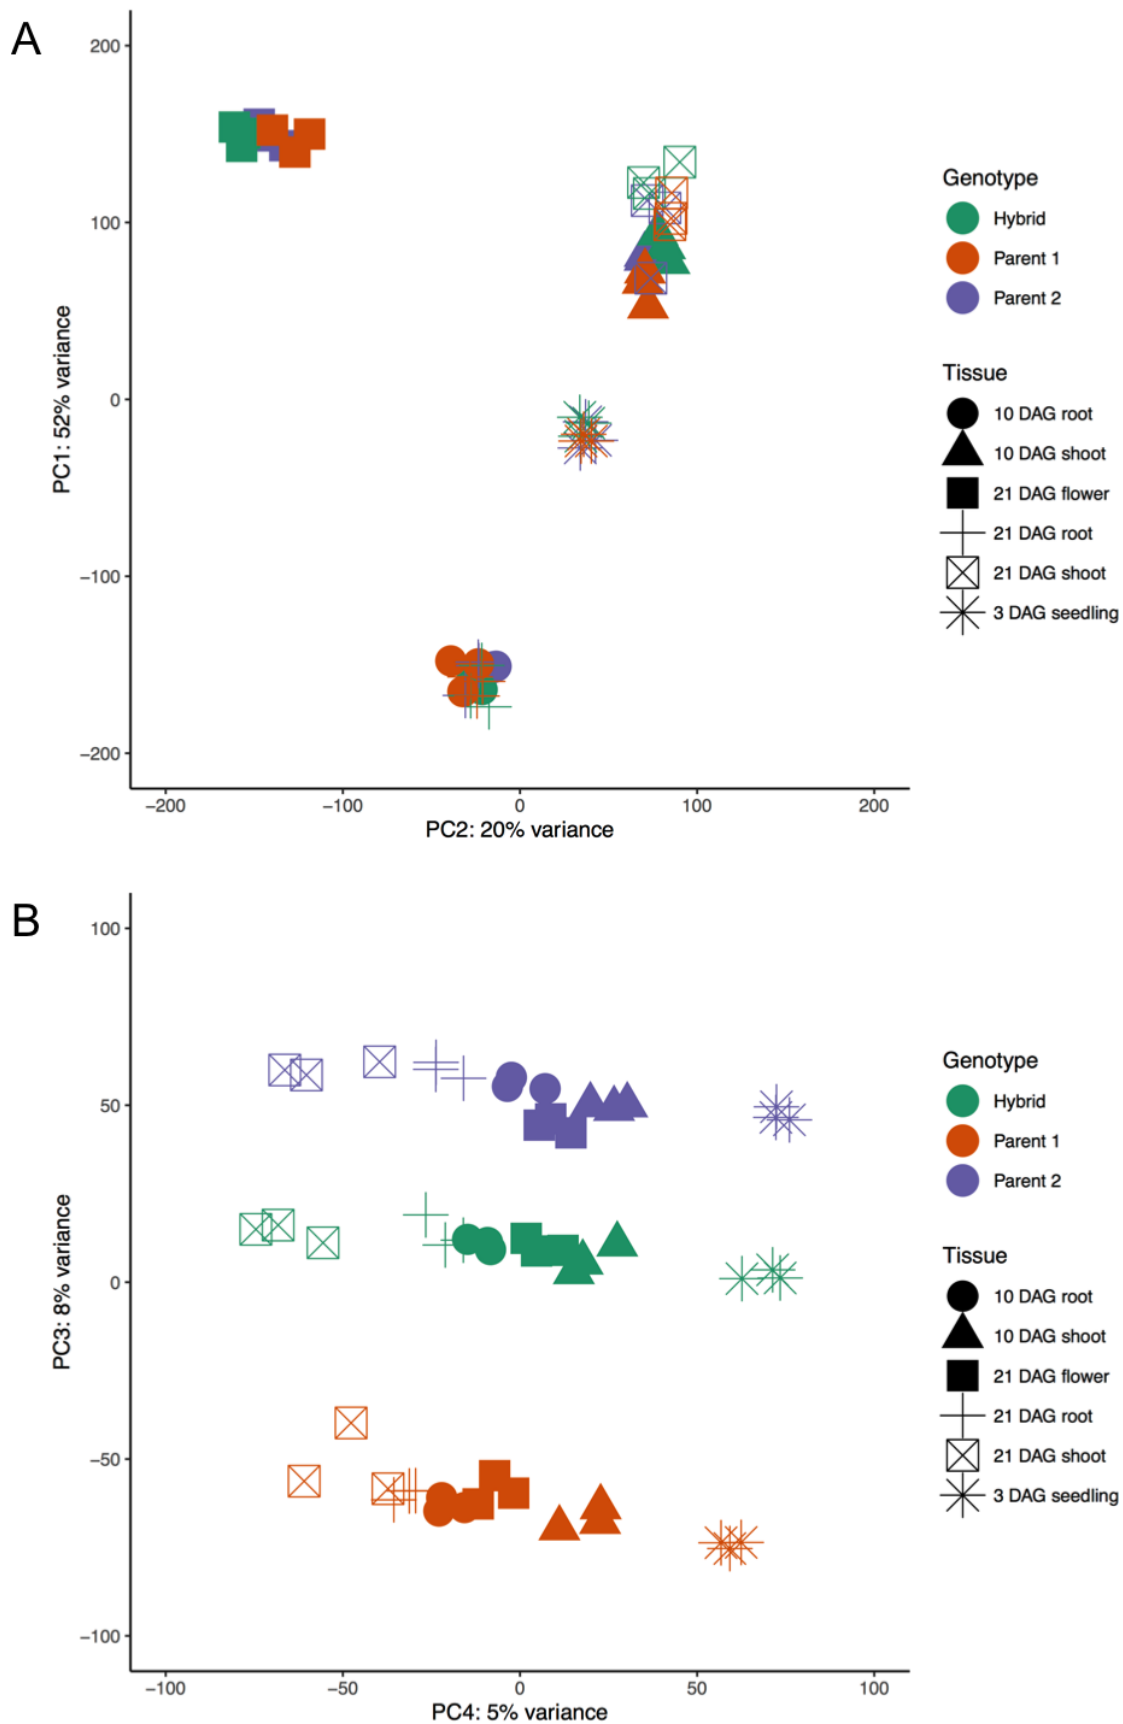 A
200
100
0
−100
−200
PC1: 52% variance
−200 −100 0 100 200
PC2: 20% variance
Genotype
Hybrid
Parent 1
Parent 2
Tissue
10 DAG root
10 DAG shoot
21 DAG flower
21 DAG root
21 DAG shoot
3 DAG seedling
B
100
50
0
−50
−100
PC3: 8% variance
−100 −50 0 50 100
PC4: 5% variance
Genotype
Hybrid
Parent 1
Parent 2
Tissue
10 DAG root
10 DAG shoot
21 DAG flower
21 DAG root
21 DAG shoot
3 DAG seedling